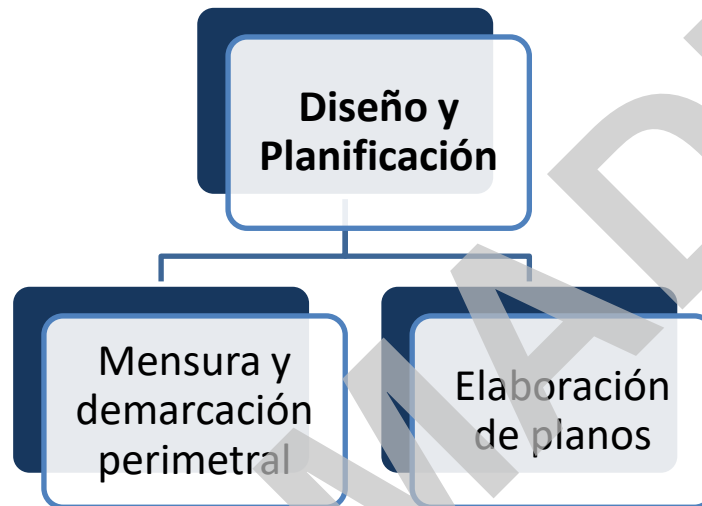 Diseño y
Planificación
Mensura y
demarcación
perimetral
Elaboración
de planos